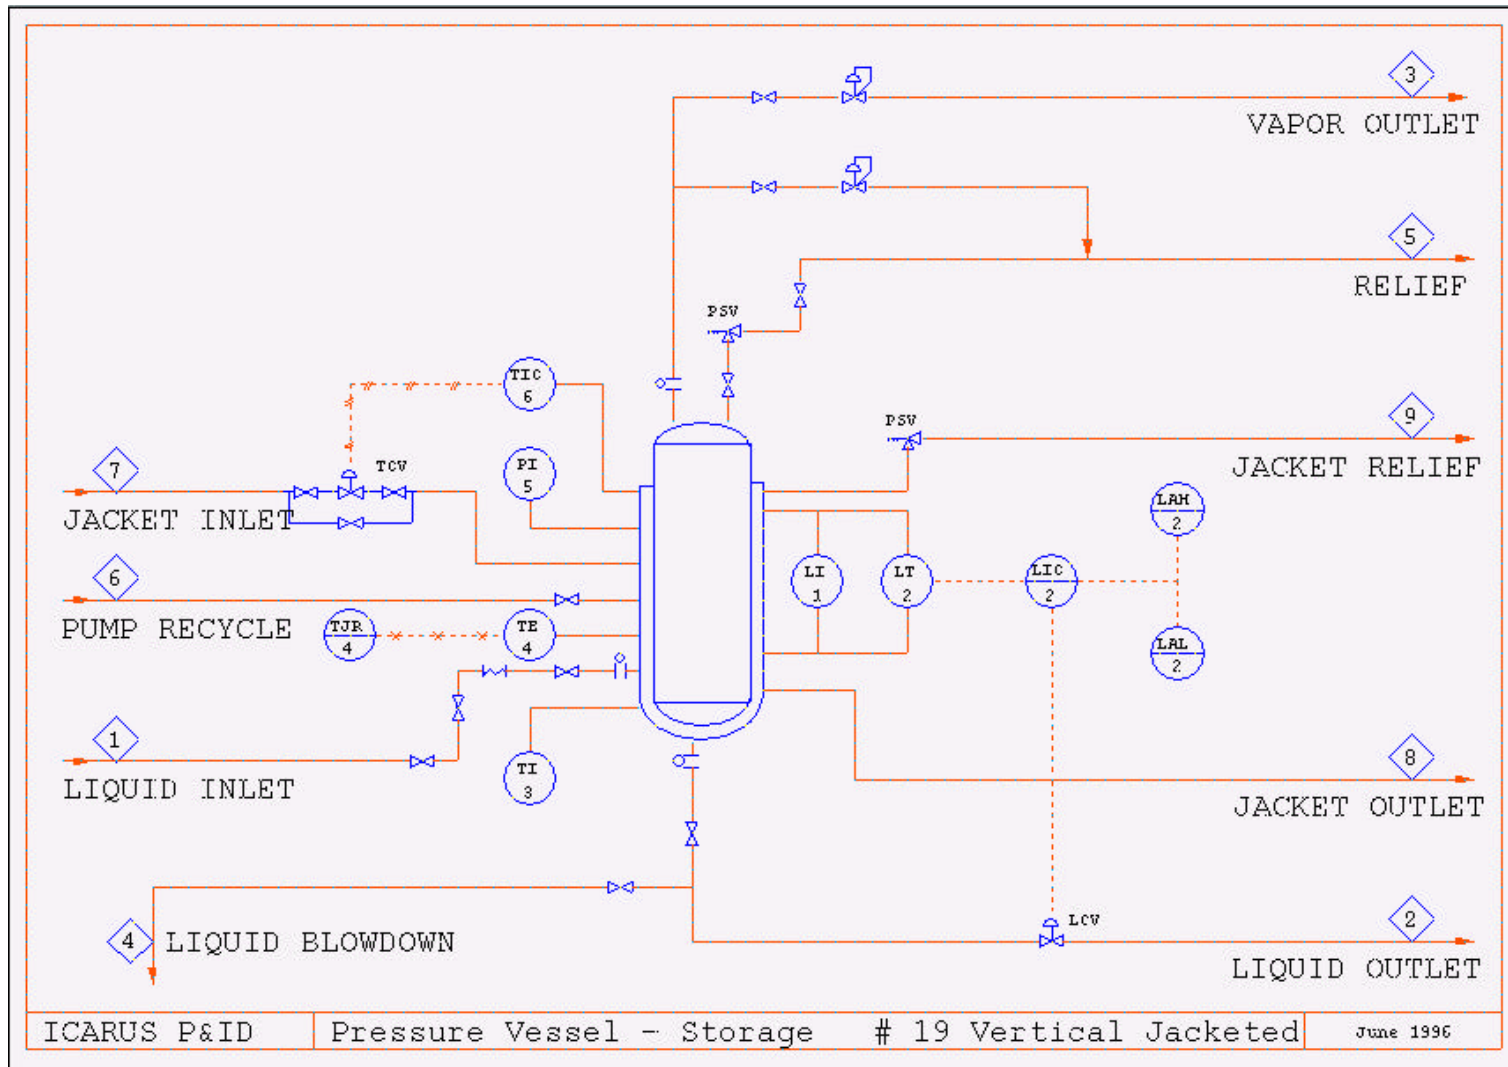 3
VAPOR OUTLET
5
RELIEF
PSV
TIC
6
PSV
9
JACKET RELIEF
7
TCV
PI
5
JACKET INLET
LAH
2
6
PUMP RECYCLE
TJR
4
TE
4
LI
1
LT
2
LIC
2
LAL
2
1
LIQUID INLET
TI
3
8
JACKET OUTLET
4
LIQUID BLOWDOWN
LCV
2
LIQUID OUTLET
ICARUS P&ID
Pressure Vessel - Storage # 19 Vertical Jacketed
June 1996